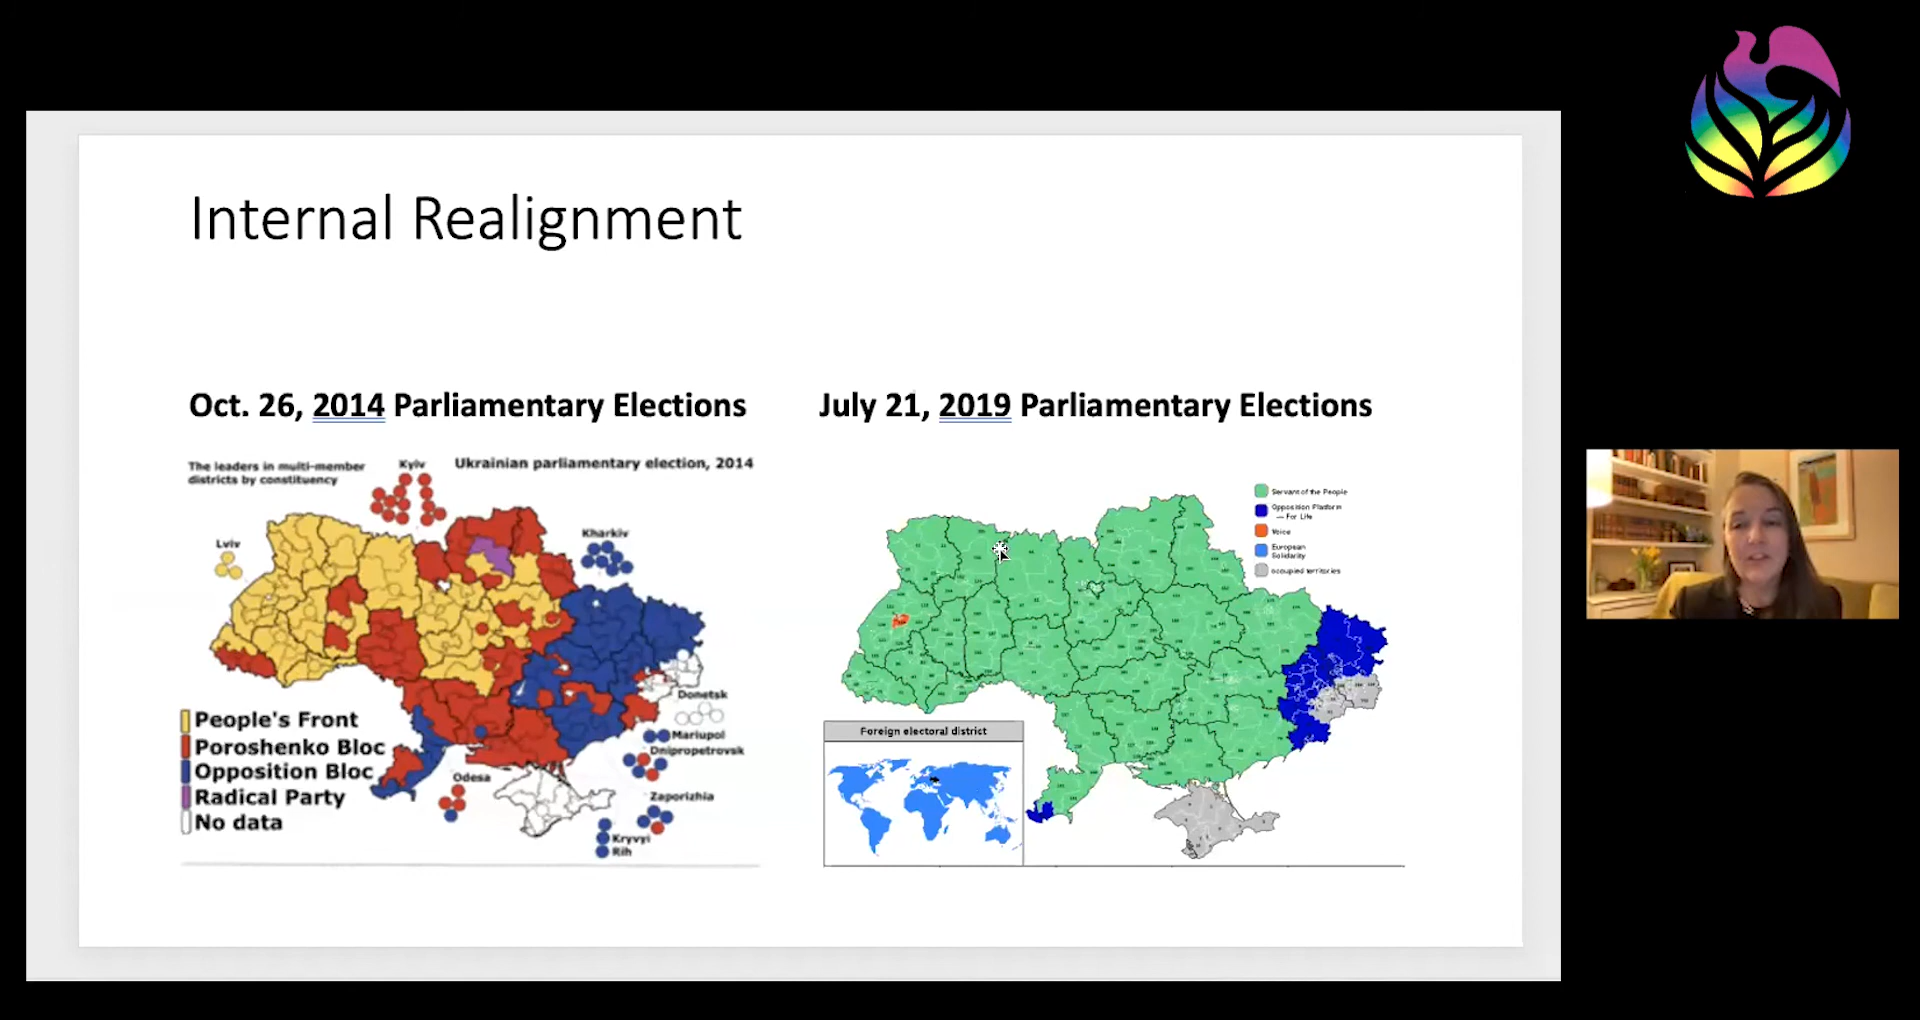 Internal Realignment
Oct. 26, 2014 Parliamentary Elections
The leaders in multi-member
districts by constituency
Kyiv
Ukrainian parliamentary election, 2014
Lviv
Kharkiv
Donetsk
Mariupol
Dnipropetrovsk
Zaporizhia
Kryvyi
Rih
Odesa
People's Front
Poroshenko Bloc
Opposition Bloc
Radical Party
No data
July 21, 2019 Parliamentary Elections
Servant of the People
Opposition Platform
— For Life
Voice
European
Solidarity
occupied territories
Foreign electoral district